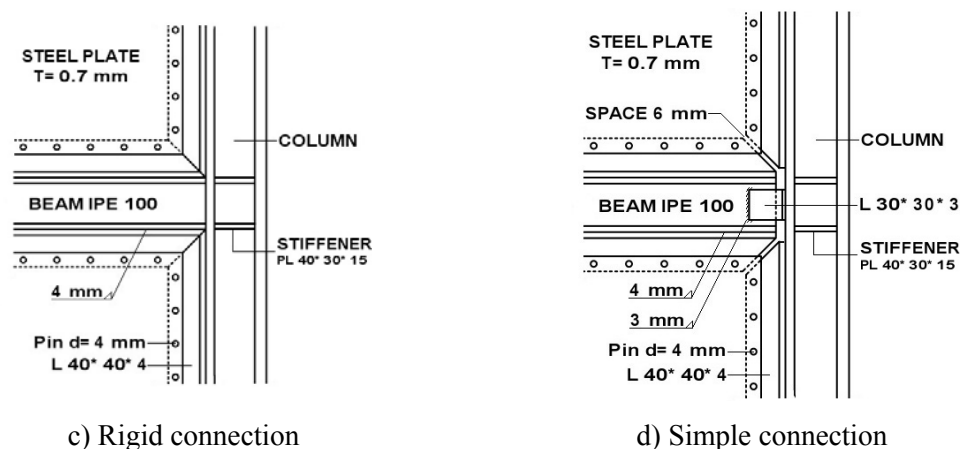 STEEL PLATE
T= 0.7 mm
COLUMN
BEAM IPE 100
STIFFENER
PL 40* 30* 15
4 mm
Pin d= 4 mm
L 40* 40* 4
c) Rigid connection
STEEL PLATE
T= 0.7 mm
SPACE 6 mm
COLUMN
BEAM IPE 100
L 30* 30* 3
STIFFENER
PL 40* 30* 15
4 mm
3 mm
Pin d= 4 mm
L 40* 40* 4
d) Simple connection